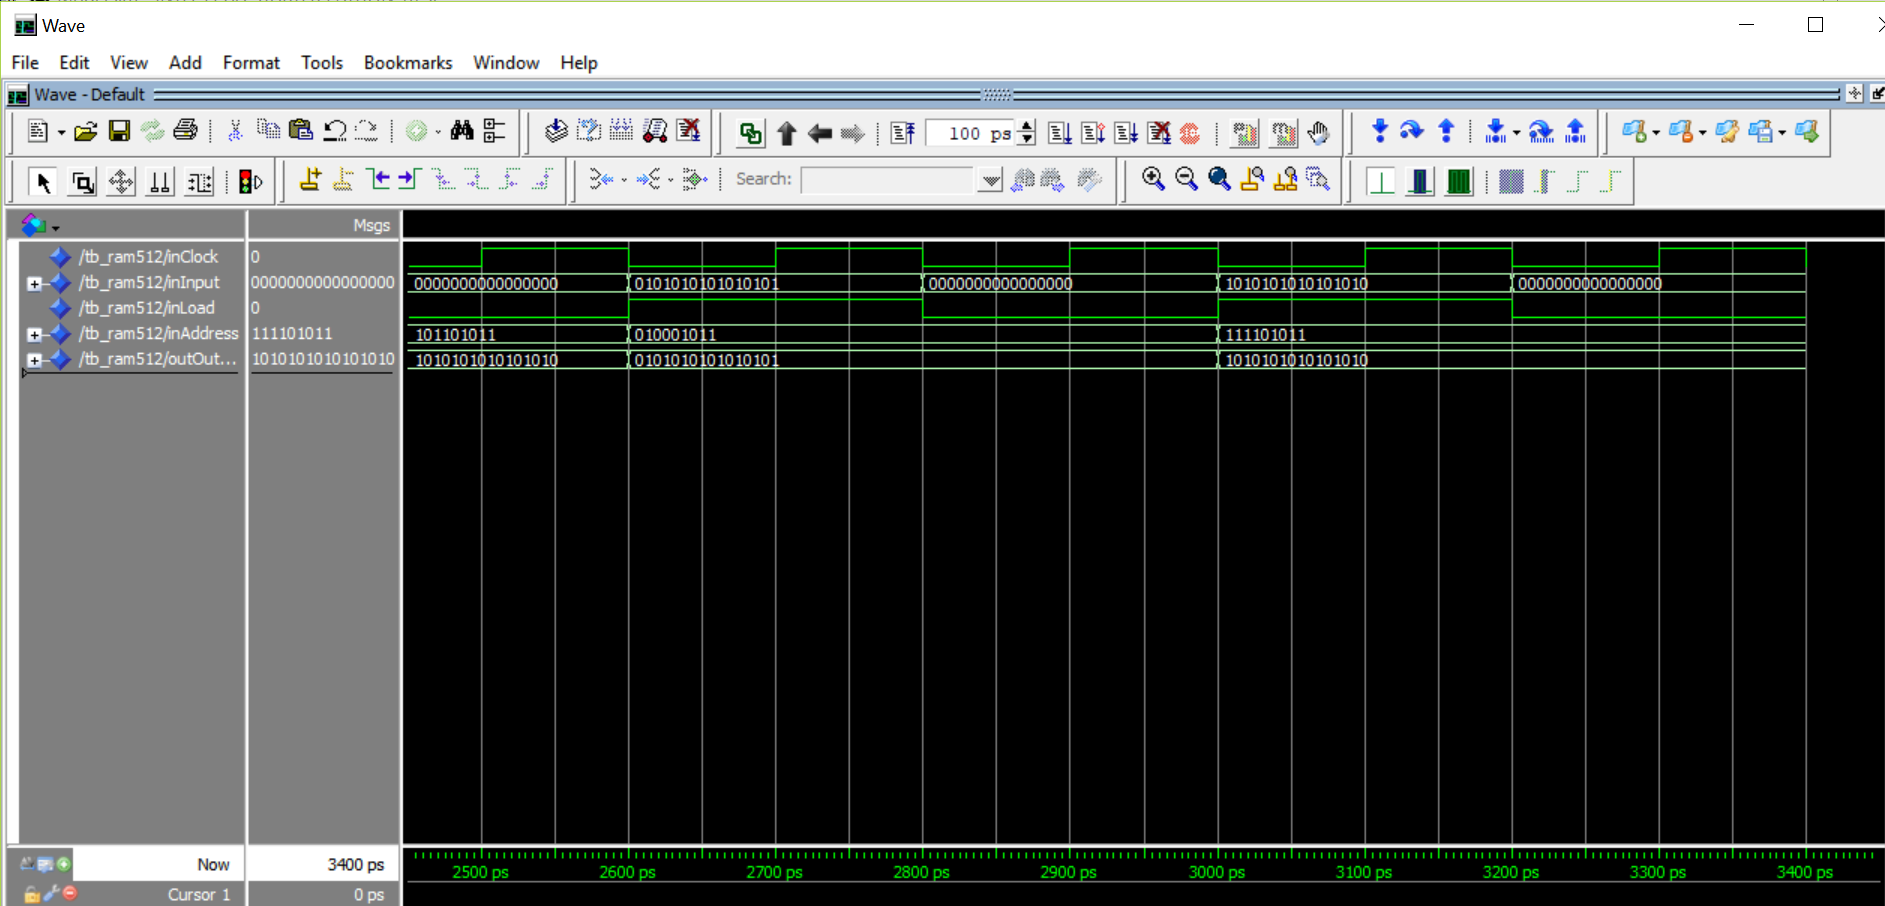 Wave
File Edit View Add Format Tools Bookmarks Window Help
Wave - Default
100 ps
Search:
Msgs
/tb_ram512/inClock 0
/tb_ram512/inInput 0000000000000000 0000000000000000 0101010101010101 0000000000000000 1010101010101010 0000000000000000
/tb_ram512/inLoad 0
/tb_ram512/inAddress 111101011 101101011 010001011 111101011
/tb_ram512/outOut... 1010101010101010 1010101010101010 0101010101010101 1010101010101010
Now 3400 ps 2500 ps 2600 ps 2700 ps 2800 ps 2900 ps 3000 ps 3100 ps 3200 ps 3300 ps 3400 ps
Cursor 1 0 ps